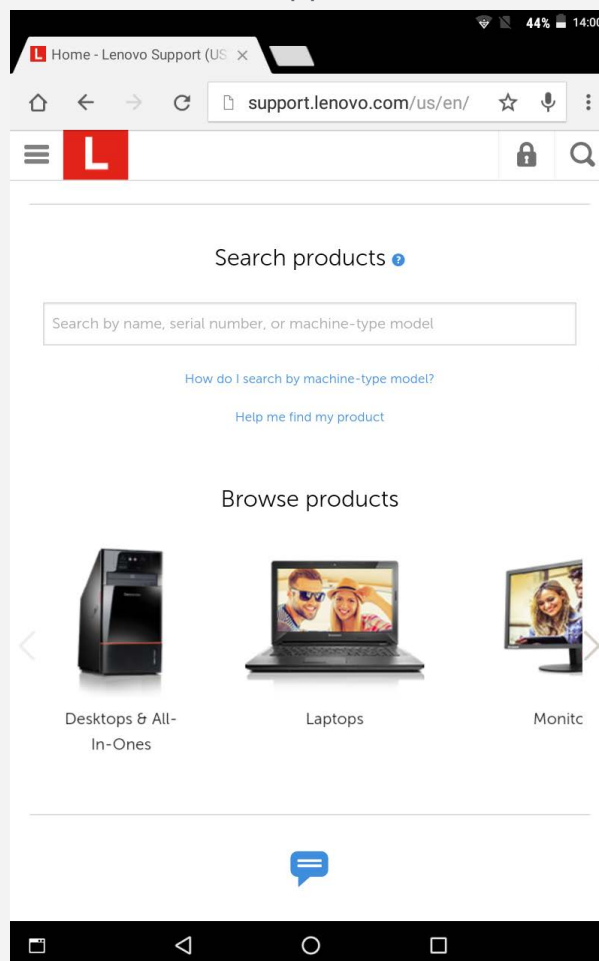 44% 14:00
L Home - Lenovo Support (US
support.lenovo.com/us/en/
L
Search products ?
Search by name, serial number, or machine-type model
How do I search by machine-type model?
Help me find my product
Browse products
Desktops & All-
In-Ones
Laptops
Monitc